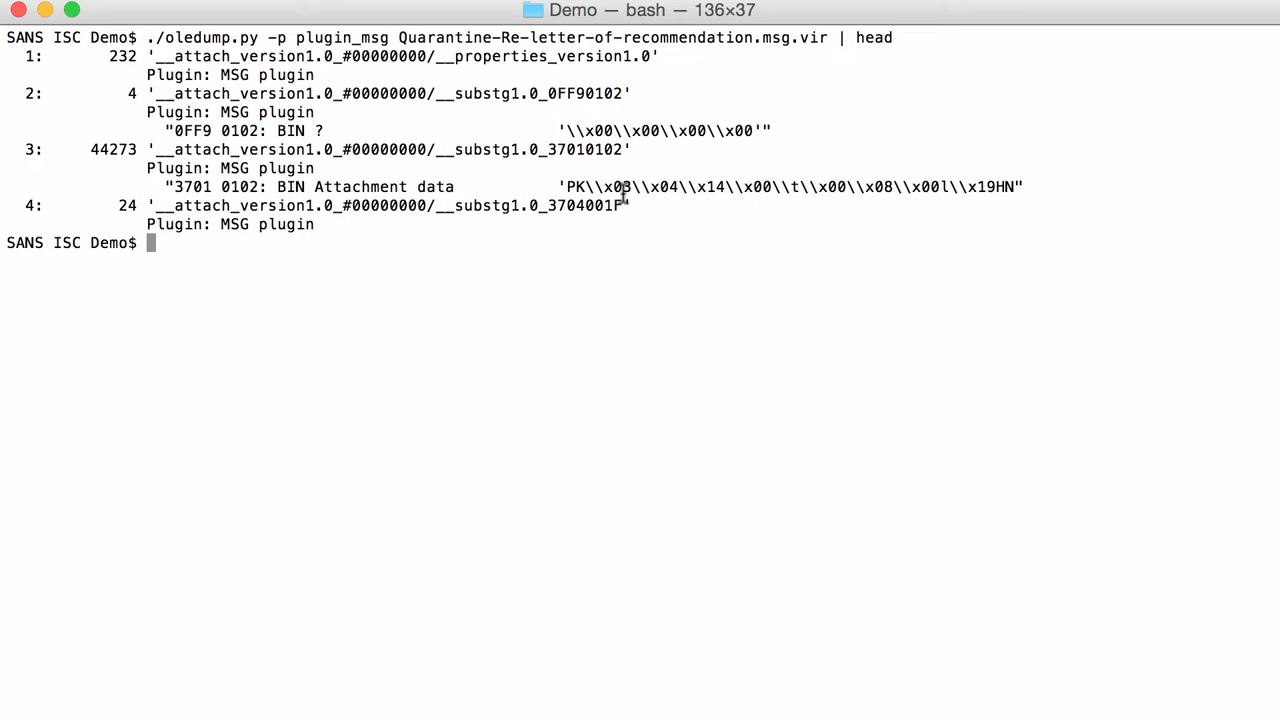 Demo — bash — 136×37
SANS ISC Demo$ ./oledump.py -p plugin_msg Quarantine-Re-letter-of-recommendation.msg.vir | head
1: 232 '__attach_version1.0_#00000000/__properties_version1.0'
Plugin: MSG plugin
2: 4 '__attach_version1.0_#00000000/__substg1.0_0FF90102'
Plugin: MSG plugin
"0FF9 0102: BIN ? '\\x00\\x00\\x00\\x00'"
3: 44273 '__attach_version1.0_#00000000/__substg1.0_37010102'
Plugin: MSG plugin
"3701 0102: BIN Attachment data 'PK\\x03\\x04\\x14\\x00\\t\\x00\\x08\\x00l\\x19HN"
4: 24 '__attach_version1.0_#00000000/__substg1.0_3704001F'
Plugin: MSG plugin
SANS ISC Demo$